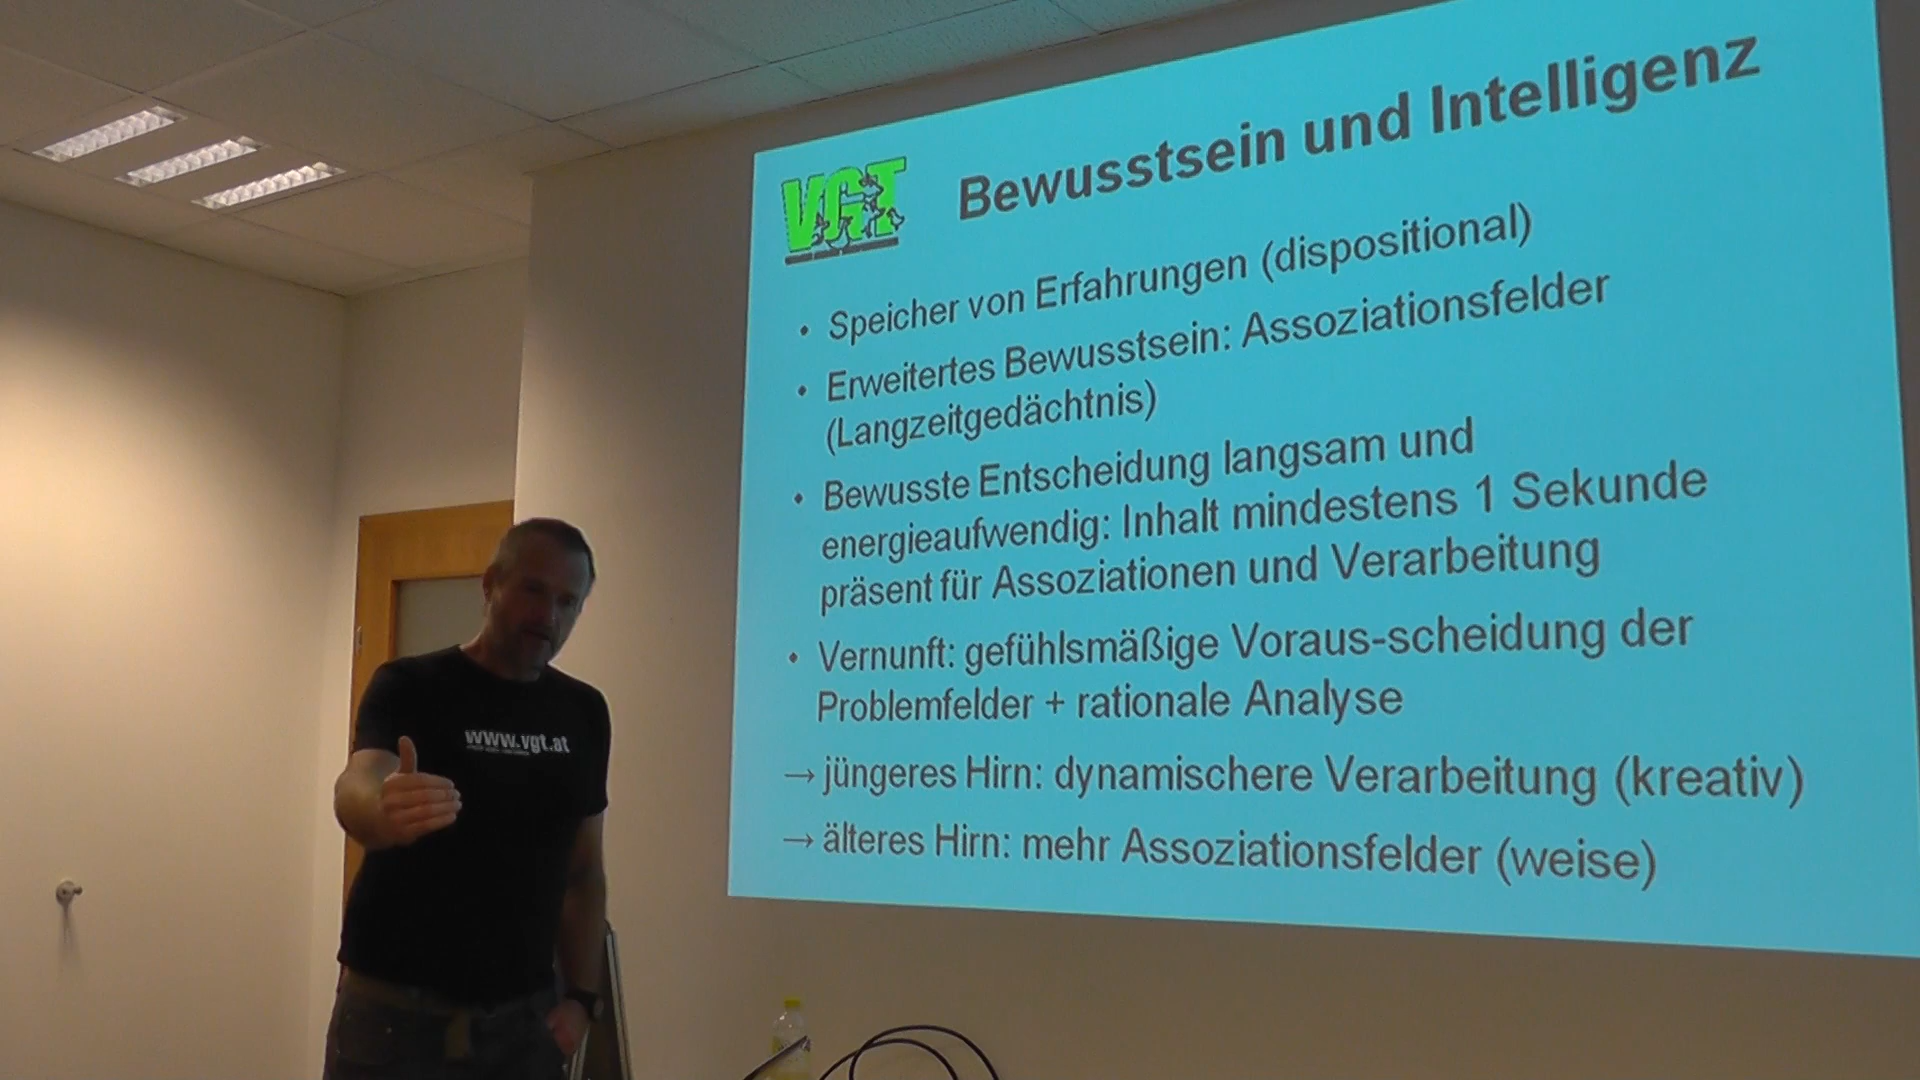 VGT
Bewusstsein und Intelligenz
• Speicher von Erfahrungen (dispositional)
• Erweitertes Bewusstsein: Assoziationsfelder
(Langzeitgedächtnis)
• Bewusste Entscheidung langsam und
energieaufwendig: Inhalt mindestens 1 Sekunde
präsent für Assoziationen und Verarbeitung
• Vernunft: gefühlsmäßige Voraus-scheidung der
Problemfelder + rationale Analyse
→ jüngeres Hirn: dynamischere Verarbeitung (kreativ)
→ älteres Hirn: mehr Assoziationsfelder (weise)
www.vgt.at